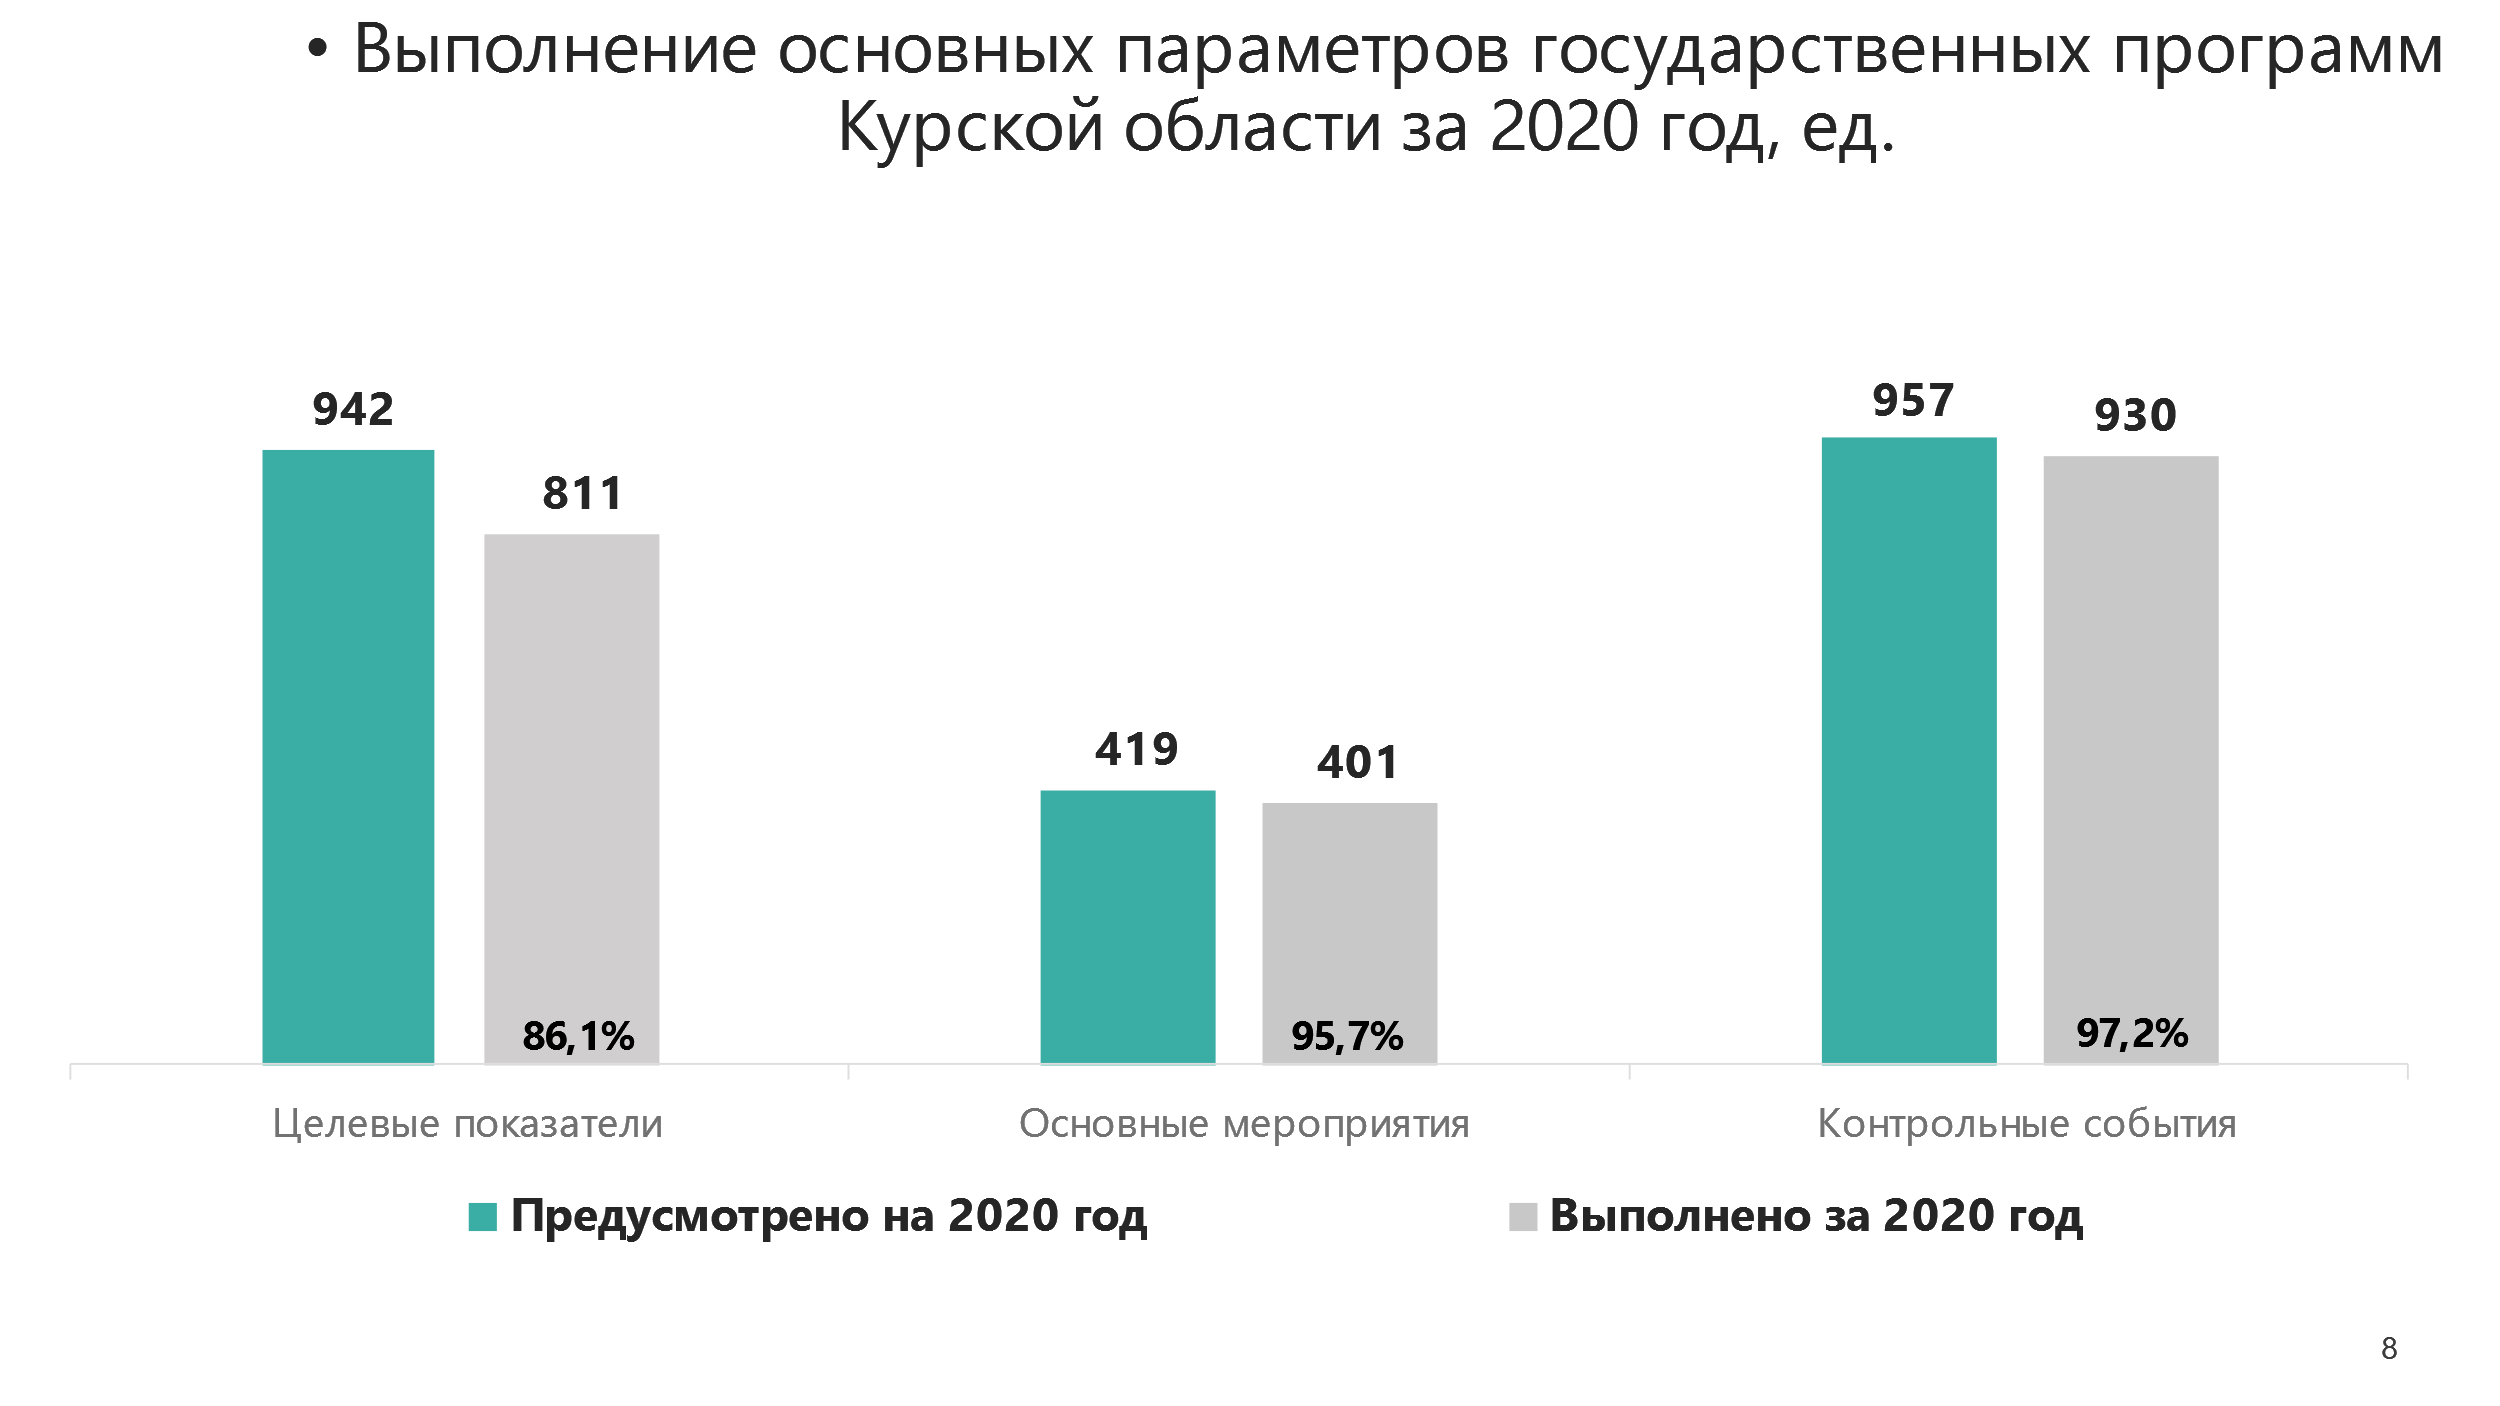 • Выполнение основных параметров государственных программ
Курской области за 2020 год, ед.
942
811
419
401
957
930
86,1%
95,7%
97,2%
Целевые показатели
Основные мероприятия
Контрольные события
Предусмотрено на 2020 год
Выполнено за 2020 год
8